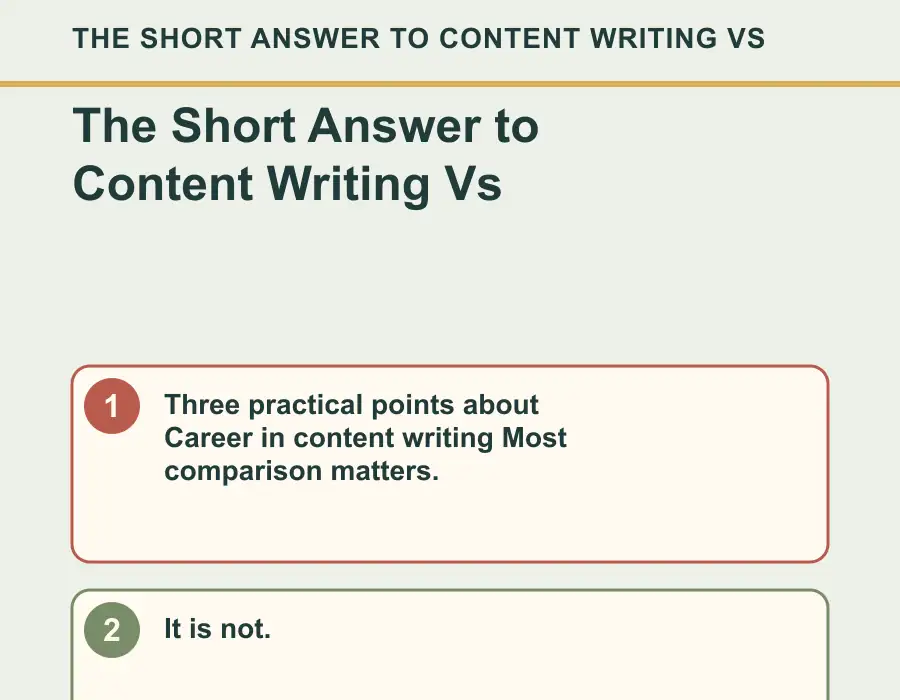 THE SHORT ANSWER TO CONTENT WRITING VS
The Short Answer to
Content Writing Vs
1
Three practical points about
Career in content writing Most
comparison matters.
2
It is not.